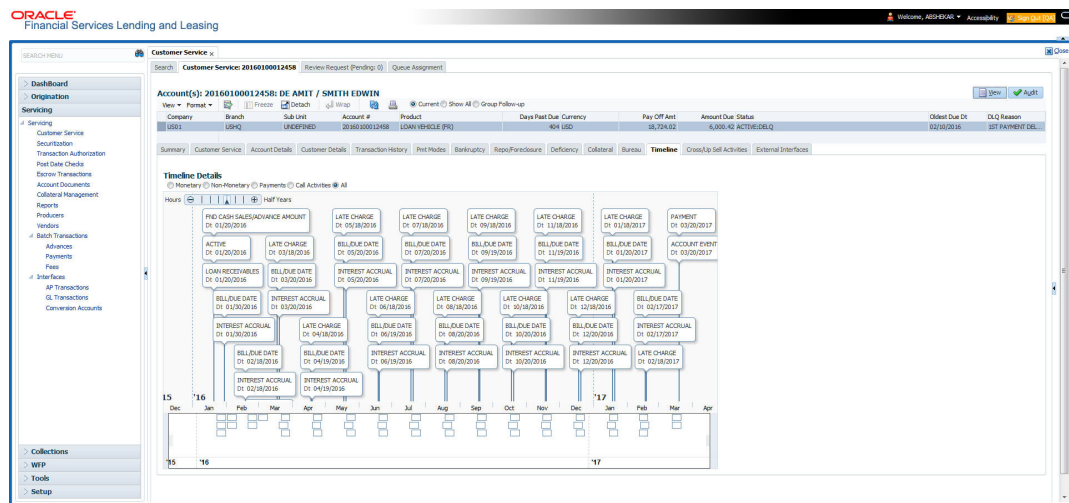 ORACLE
Financial Services Lending and Leasing
Welcome, ABSHEKAR Accessibility Sign Out [QA]
SEARCH MENU
DashBoard
Origination
Servicing
Servicing
Customer Service
Securitization
Transaction Authorization
Post Date Checks
Escrow Transactions
Account Documents
Collateral Management
Reports
Producers
Vendors
Batch Transactions
Advances
Payments
Fees
Interfaces
AP Transactions
GL Transactions
Conversion Accounts
Collections
WFP
Tools
Setup
Customer Service x
Close
Search Customer Service: 20160100012458 Review Request (Pending: 0) Queue Assignment
Account(s): 20160100012458: DE AMIT / SMITH EDWIN
View Audit
View Format Freeze Detach Wrap Current Show All Group Follow-up
Company Branch Sub Unit Account # Product Days Past Due Currency Pay Off Amt Amount Due Status Oldest Due Dt DLQ Reason
US01 USHQ UNDEFINED 20160100012458 LOAN VEHICLE (FR) 404 USD 18,724.02 6,000.42 ACTIVE:DELQ 02/10/2016 1ST PAYMENT DEL...
Summary Customer Service Account Details Customer Details Transaction History Pmt Modes Bankruptcy Repo/Foreclosure Deficiency Collateral Bureau Timeline Cross/Up Sell Activities External Interfaces
Timeline Details
Monetary Non-Monetary Payments Call Activities All
Hours Half Years
FND CASH SALES/ADVANCE AMOUNT LATE CHARGE LATE CHARGE LATE CHARGE LATE CHARGE LATE CHARGE PAYMENT
Dt 01/20/2016 Dt 05/18/2016 Dt 07/18/2016 Dt 09/18/2016 Dt 11/18/2016 Dt 01/18/2017 Dt 03/20/2017
ACTIVE LATE CHARGE BILL/DUE DATE BILL/DUE DATE BILL/DUE DATE BILL/DUE DATE BILL/DUE DATE ACCOUNT EVENT
Dt 01/20/2016 Dt 03/18/2016 Dt 05/20/2016 Dt 07/20/2016 Dt 09/19/2016 Dt 11/19/2016 Dt 01/20/2017 Dt 03/20/2017
LOAN RECEIVABLES BILL/DUE DATE INTEREST ACCRUAL INTEREST ACCRUAL INTEREST ACCRUAL INTEREST ACCRUAL INTEREST ACCRUAL
Dt 01/20/2016 Dt 03/20/2016 Dt 05/20/2016 Dt 07/20/2016 Dt 09/19/2016 Dt 11/19/2016 Dt 01/20/2017
BILL/DUE DATE INTEREST ACCRUAL LATE CHARGE LATE CHARGE LATE CHARGE LATE CHARGE BILL/DUE DATE
Dt 01/30/2016 Dt 03/20/2016 Dt 06/18/2016 Dt 08/18/2016 Dt 10/18/2016 Dt 12/18/2016 Dt 02/17/2017
INTEREST ACCRUAL LATE CHARGE BILL/DUE DATE BILL/DUE DATE BILL/DUE DATE BILL/DUE DATE INTEREST ACCRUAL
Dt 01/30/2016 Dt 04/18/2016 Dt 06/19/2016 Dt 08/20/2016 Dt 10/20/2016 Dt 12/20/2016 Dt 02/17/2017
BILL/DUE DATE BILL/DUE DATE INTEREST ACCRUAL INTEREST ACCRUAL INTEREST ACCRUAL INTEREST ACCRUAL LATE CHARGE
Dt 02/18/2016 Dt 04/19/2016 Dt 06/19/2016 Dt 08/20/2016 Dt 10/20/2016 Dt 12/20/2016 Dt 02/18/2017
INTEREST ACCRUAL INTEREST ACCRUAL
Dt 02/18/2016 Dt 04/19/2016
15 '16 '17
Dec Jan Feb Mar Apr May Jun Jul Aug Sep Oct Nov Dec Jan Feb Mar Apr
'15 '16 '17